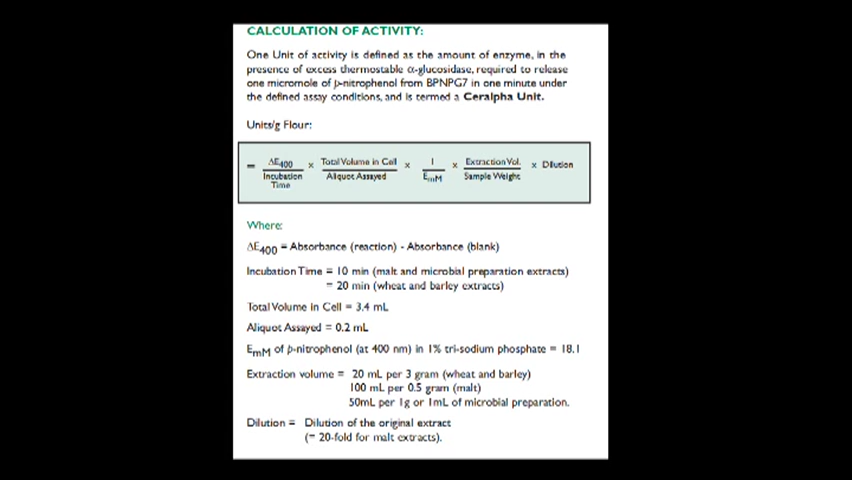 CALCULATION OF ACTIVITY:
One Unit of activity is defined as the amount of enzyme, in the
presence of excess thermostable α-glucosidase, required to release
one micromole of p-nitrophenol from BPNPG7 in one minute under
the defined assay conditions, and is termed a Ceralpha Unit.
Units/g Flour:
= ΔE400 / Incubation Time × Total Volume in Cell / Aliquot Assayed × 1 / EmM × Extraction Vol. / Sample Weight × Dilution
Where:
ΔE400 = Absorbance (reaction) - Absorbance (blank)
Incubation Time = 10 min (malt and microbial preparation extracts)
= 20 min (wheat and barley extracts)
Total Volume in Cell = 3.4 mL
Aliquot Assayed = 0.2 mL
EmM of p-nitrophenol (at 400 nm) in 1% tri-sodium phosphate = 18.1
Extraction volume = 20 mL per 3 gram (wheat and barley)
100 mL per 0.5 gram (malt)
50mL per 1g or 1mL of microbial preparation.
Dilution = Dilution of the original extract
(= 20-fold for malt extracts).